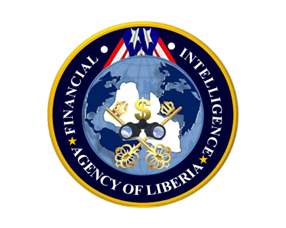 FINANCIAL INTELLIGENCE
AGENCY OF LIBERIA
$